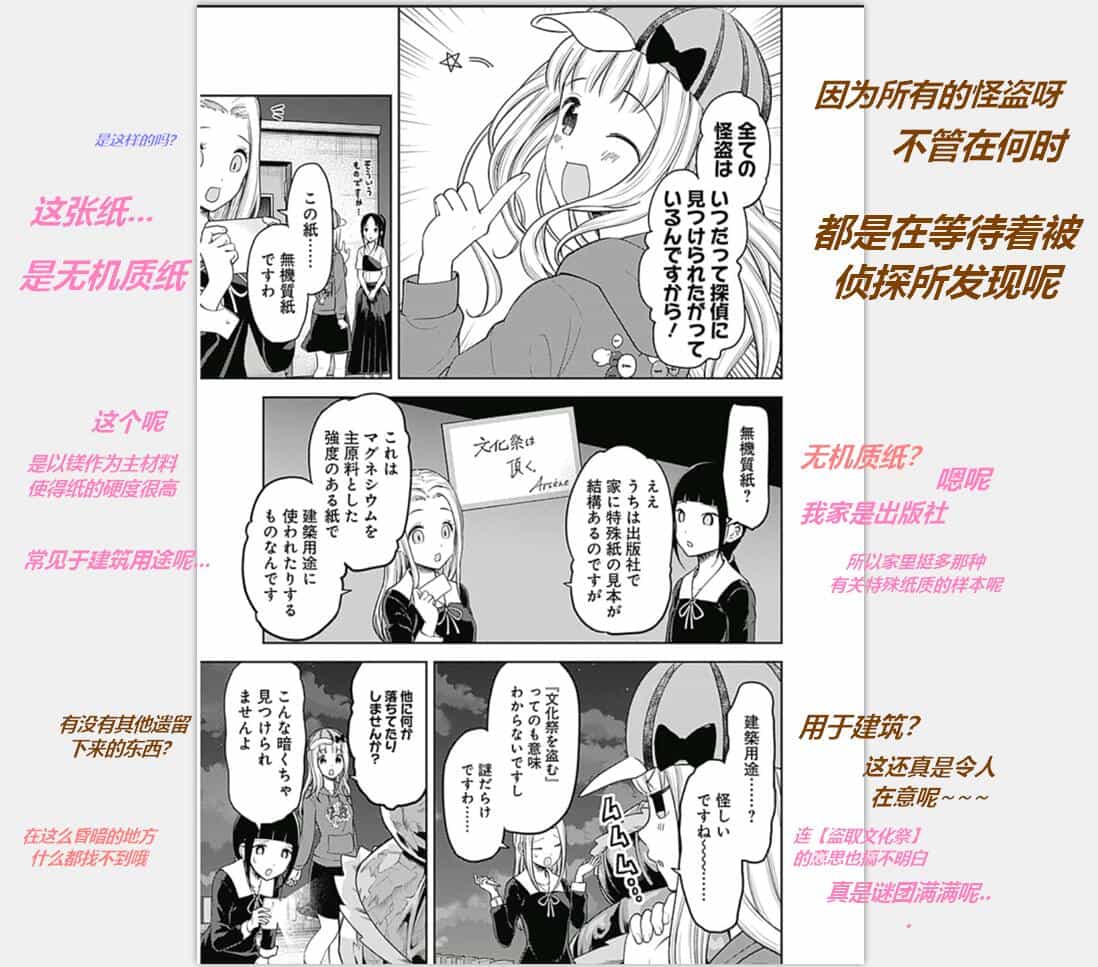 全ての
怪盗は
いつだって探偵に
見つけられたがって
いるんですから！
因为所有的怪盗呀
不管在何时
都是在等待着被
侦探所发现呢
そういう
ものですか…
この紙……
無機質紙
ですわ
是这样的吗？
这张纸…
是无机质纸
無機質紙？
ええ
うちは出版社で
家に特殊紙の見本が
結構あるのですが
文化祭は
頂く
Arsène
これは
マグネシウムを
主原料とした
強度のある紙で
建築用途に
使われたりする
ものなんです
无机质纸？
嗯呢
我家是出版社
所以家里挺多那种
有关特殊纸质的样本呢
这个呢
是以镁作为主材料
使得纸的硬度很高
常见于建筑用途呢…
建築用途……？
怪しい
ですね〜〜〜〜……
『文化祭を盗む』
ってのも意味
わからないですし
謎だらけ
ですわ……
用于建筑？
这还真是令人
在意呢~~~
连【盗取文化祭】
的意思也搞不明白
真是谜团满满呢..
.
他に何か
落ちてたり
しませんか？
こんな暗くちゃ
見つけられ
ませんよ
有没有其他遗留
下来的东西？
在这么昏暗的地方
什么都找不到哦